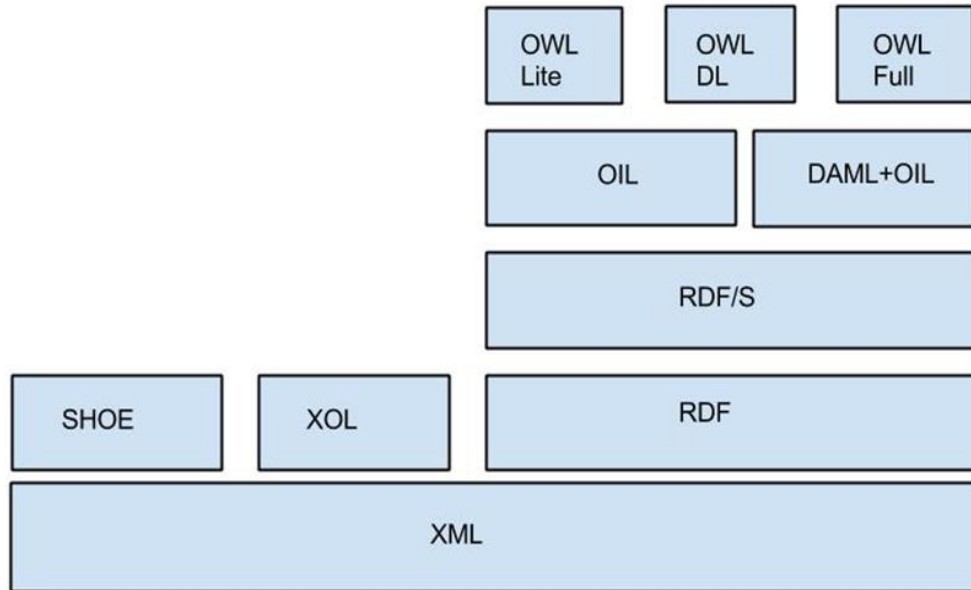 OWL
Lite
OWL
DL
OWL
Full
OIL
DAML+OIL
RDF/S
SHOE
XOL
RDF
XML